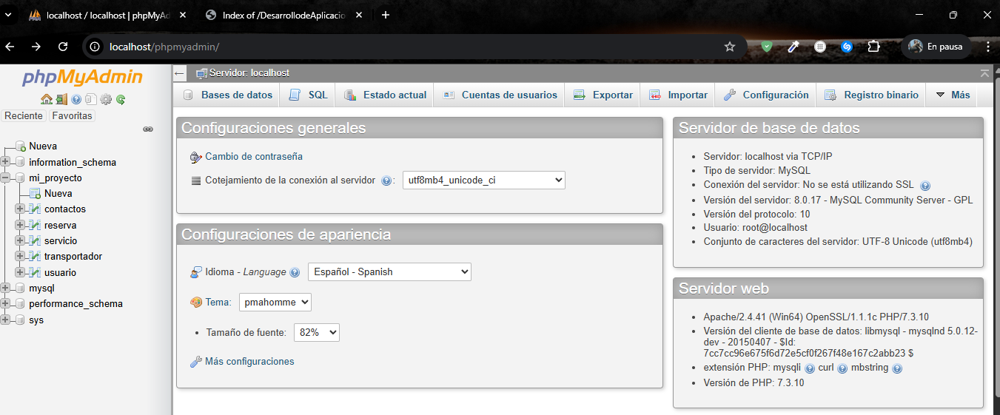 localhost / localhost | phpMyAd
Index of /DesarrollodeAplicacio
localhost/phpmyadmin/
En pausa
phpMyAdmin
Reciente
Favoritas
Nueva
information_schema
mi_proyecto
Nueva
contactos
reserva
servicio
transportador
usuario
mysql
performance_schema
sys
Servidor: localhost
Bases de datos
SQL
Estado actual
Cuentas de usuarios
Exportar
Importar
Configuración
Registro binario
Más
Configuraciones generales
Cambio de contraseña
Cotejamiento de la conexión al servidor : utf8mb4_unicode_ci
Configuraciones de apariencia
Idioma - Language Español - Spanish
Tema: pmahomme
• Tamaño de fuente: 82%
Más configuraciones
Servidor de base de datos
• Servidor: localhost via TCP/IP
• Tipo de servidor: MySQL
• Conexión del servidor: No se está utilizando SSL
• Versión del servidor: 8.0.17 - MySQL Community Server - GPL
• Versión del protocolo: 10
• Usuario: root@localhost
• Conjunto de caracteres del servidor: UTF-8 Unicode (utf8mb4)
Servidor web
• Apache/2.4.41 (Win64) OpenSSL/1.1.1c PHP/7.3.10
• Versión del cliente de base de datos: libmysql - mysqlnd 5.0.12-
dev - 20150407 - $Id:
7cc7cc96e675f6d72e5cf0f267f48e167c2abb23 $
• extensión PHP: mysqli curl mbstring
• Versión de PHP: 7.3.10